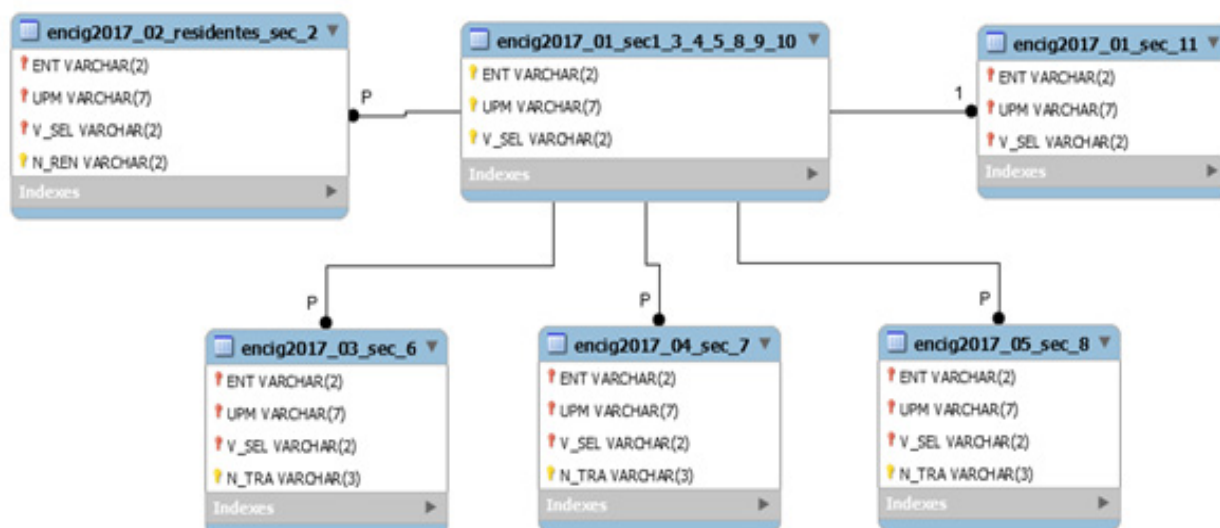 encig2017_02_residentes_sec_2
ENT VARCHAR(2)
UPM VARCHAR(7)
V_SEL VARCHAR(2)
N_REN VARCHAR(2)
Indexes
encig2017_01_sec1_3_4_5_8_9_10
ENT VARCHAR(2)
UPM VARCHAR(7)
V_SEL VARCHAR(2)
Indexes
encig2017_01_sec_11
ENT VARCHAR(2)
UPM VARCHAR(7)
V_SEL VARCHAR(2)
Indexes
P
1
P
P
P
encig2017_03_sec_6
ENT VARCHAR(2)
UPM VARCHAR(7)
V_SEL VARCHAR(2)
N_TRA VARCHAR(3)
Indexes
encig2017_04_sec_7
ENT VARCHAR(2)
UPM VARCHAR(7)
V_SEL VARCHAR(2)
N_TRA VARCHAR(3)
Indexes
encig2017_05_sec_8
ENT VARCHAR(2)
UPM VARCHAR(7)
V_SEL VARCHAR(2)
N_TRA VARCHAR(3)
Indexes